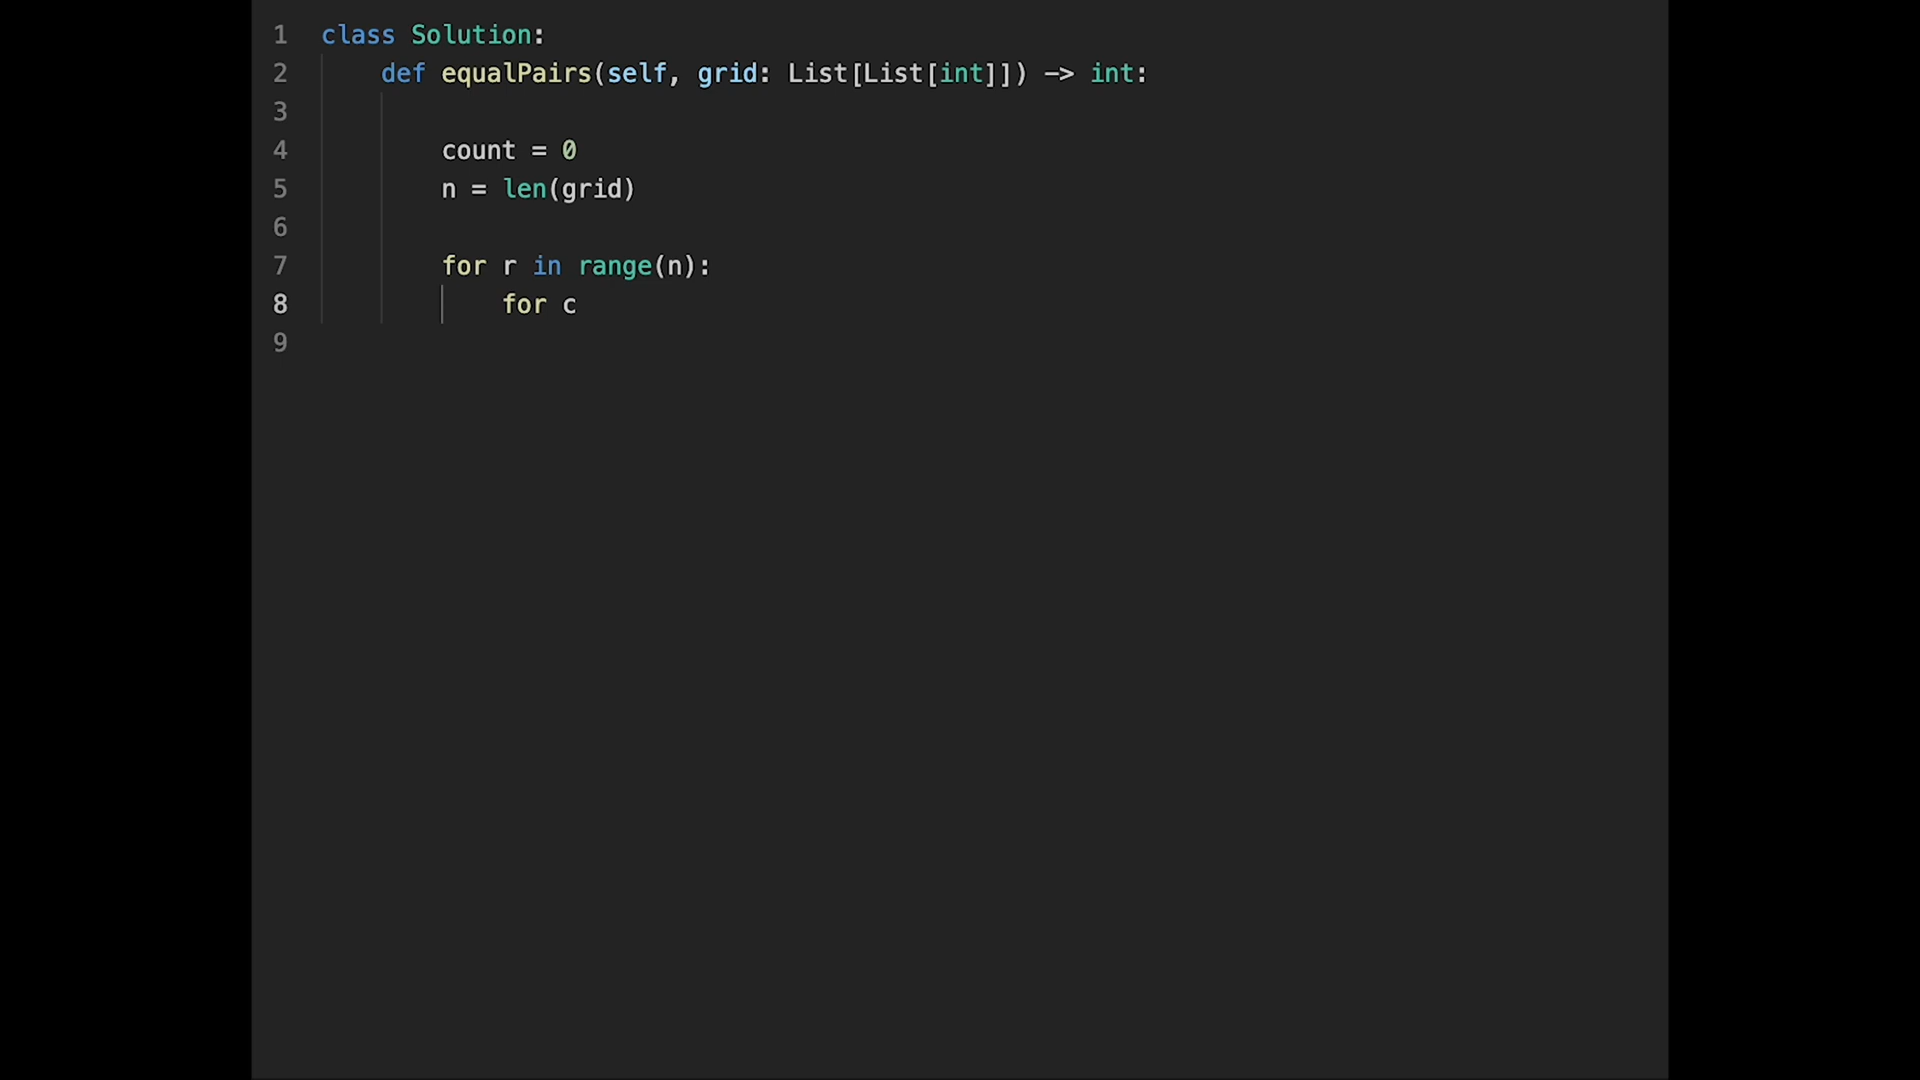 1 class Solution:
2 def equalPairs(self, grid: List[List[int]]) -> int:
3
4 count = 0
5 n = len(grid)
6
7 for r in range(n):
8 for c
9